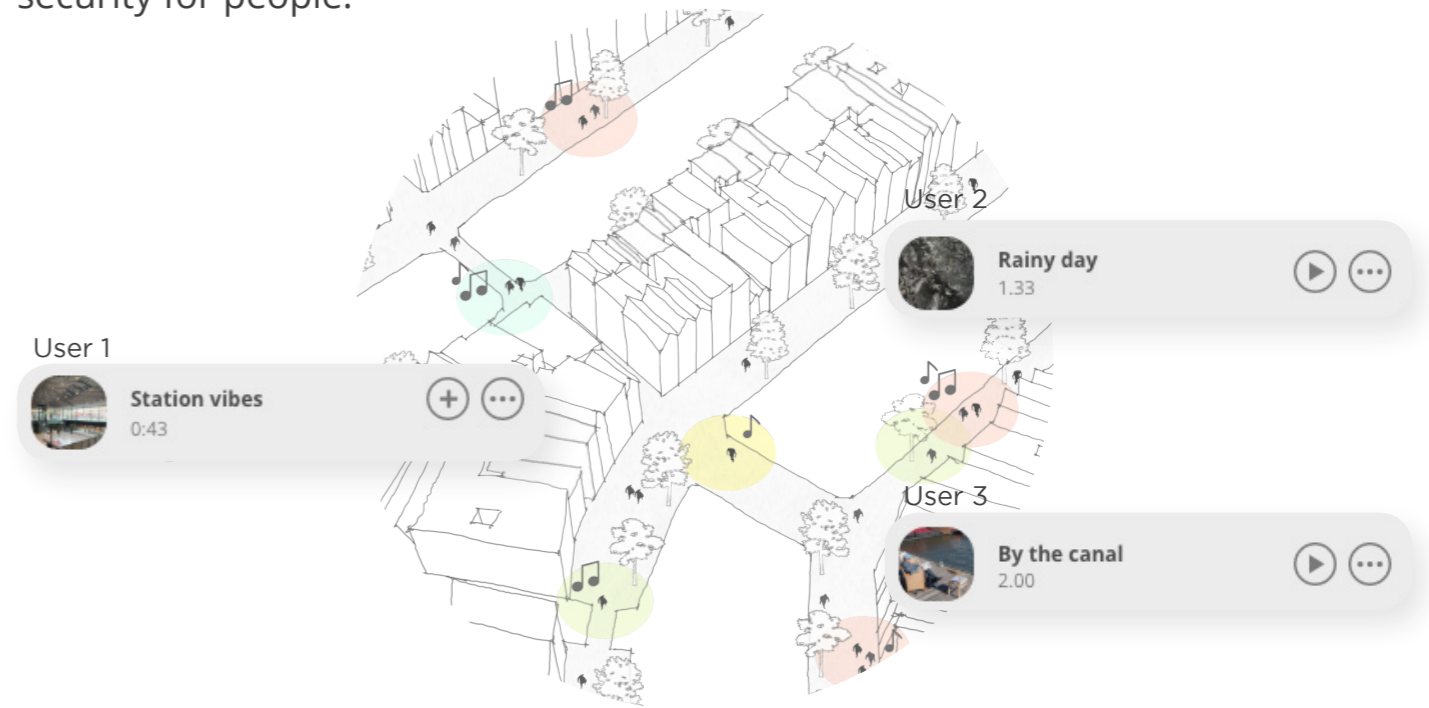 security for people.
User 2
Rainy day
1.33
User 1
Station vibes
0:43
User 3
By the canal
2.00